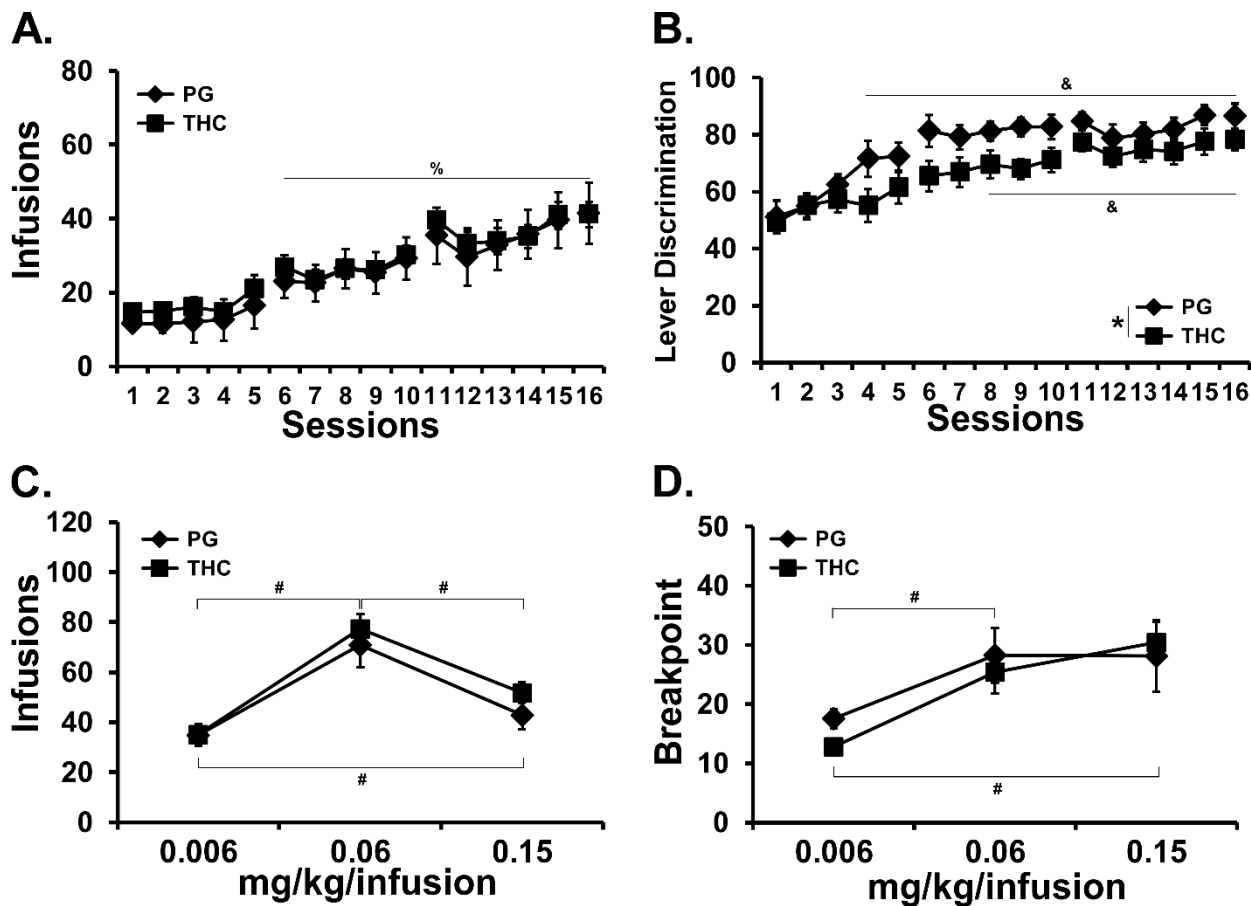 A.
80
60
40
20
0
Infusions
PG
THC
%
1 2 3 4 5 6 7 8 9 10 11 12 13 14 15 16
Sessions
B.
100
80
60
40
20
0
Lever Discrimination
&
&
*
PG
THC
1 2 3 4 5 6 7 8 9 10 11 12 13 14 15 16
Sessions
C.
120
100
80
60
40
20
0
Infusions
PG
THC
# #
#
0.006 0.06 0.15
mg/kg/infusion
D.
50
40
30
20
10
0
Breakpoint
PG
THC
#
#
0.006 0.06 0.15
mg/kg/infusion